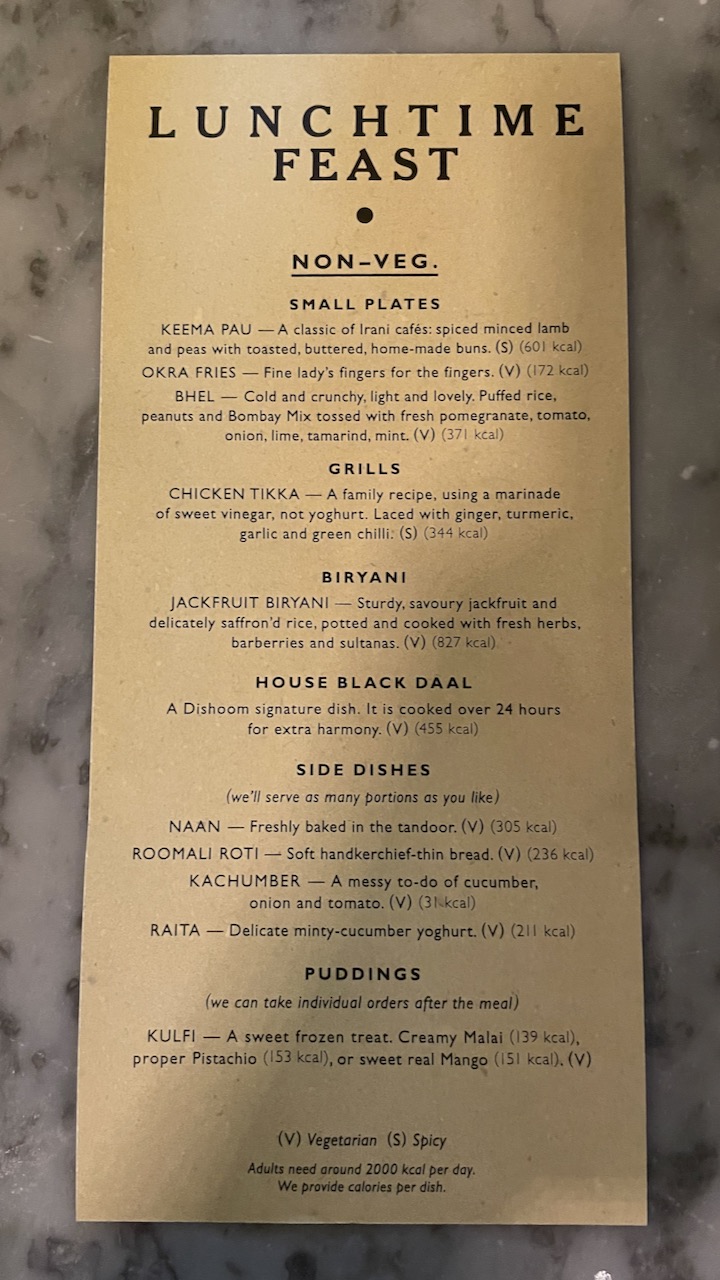 LUNCHTIME
FEAST
●
NON–VEG.
SMALL PLATES
KEEMA PAU — A classic of Irani cafés: spiced minced lamb
and peas with toasted, buttered, home-made buns. (S) (601 kcal)
OKRA FRIES — Fine lady's fingers for the fingers. (V) (172 kcal)
BHEL — Cold and crunchy, light and lovely. Puffed rice,
peanuts and Bombay Mix tossed with fresh pomegranate, tomato,
onion, lime, tamarind, mint. (V) (371 kcal)
GRILLS
CHICKEN TIKKA — A family recipe, using a marinade
of sweet vinegar, not yoghurt. Laced with ginger, turmeric,
garlic and green chilli. (S) (344 kcal)
BIRYANI
JACKFRUIT BIRYANI — Sturdy, savoury jackfruit and
delicately saffron'd rice, potted and cooked with fresh herbs,
barberries and sultanas. (V) (827 kcal)
HOUSE BLACK DAAL
A Dishoom signature dish. It is cooked over 24 hours
for extra harmony. (V) (455 kcal)
SIDE DISHES
(we'll serve as many portions as you like)
NAAN — Freshly baked in the tandoor. (V) (305 kcal)
ROOMALI ROTI — Soft handkerchief-thin bread. (V) (236 kcal)
KACHUMBER — A messy to-do of cucumber,
onion and tomato. (V) (31 kcal)
RAITA — Delicate minty-cucumber yoghurt. (V) (211 kcal)
PUDDINGS
(we can take individual orders after the meal)
KULFI — A sweet frozen treat. Creamy Malai (139 kcal),
proper Pistachio (153 kcal), or sweet real Mango (151 kcal). (V)
(V) Vegetarian (S) Spicy
Adults need around 2000 kcal per day.
We provide calories per dish.